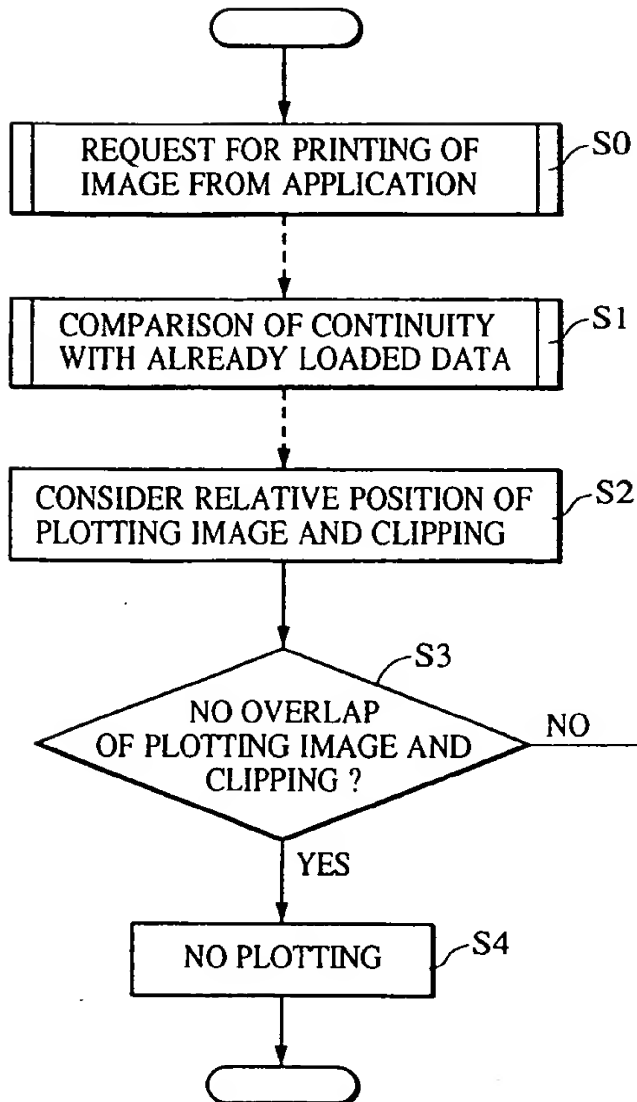 REQUEST FOR PRINTING OF
IMAGE FROM APPLICATION
S0
COMPARISON OF CONTINUITY
WITH ALREADY LOADED DATA
S1
CONSIDER RELATIVE POSITION OF
PLOTTING IMAGE AND CLIPPING
S2
S3
NO OVERLAP
OF PLOTTING IMAGE AND
CLIPPING ?
NO
YES
NO PLOTTING
S4